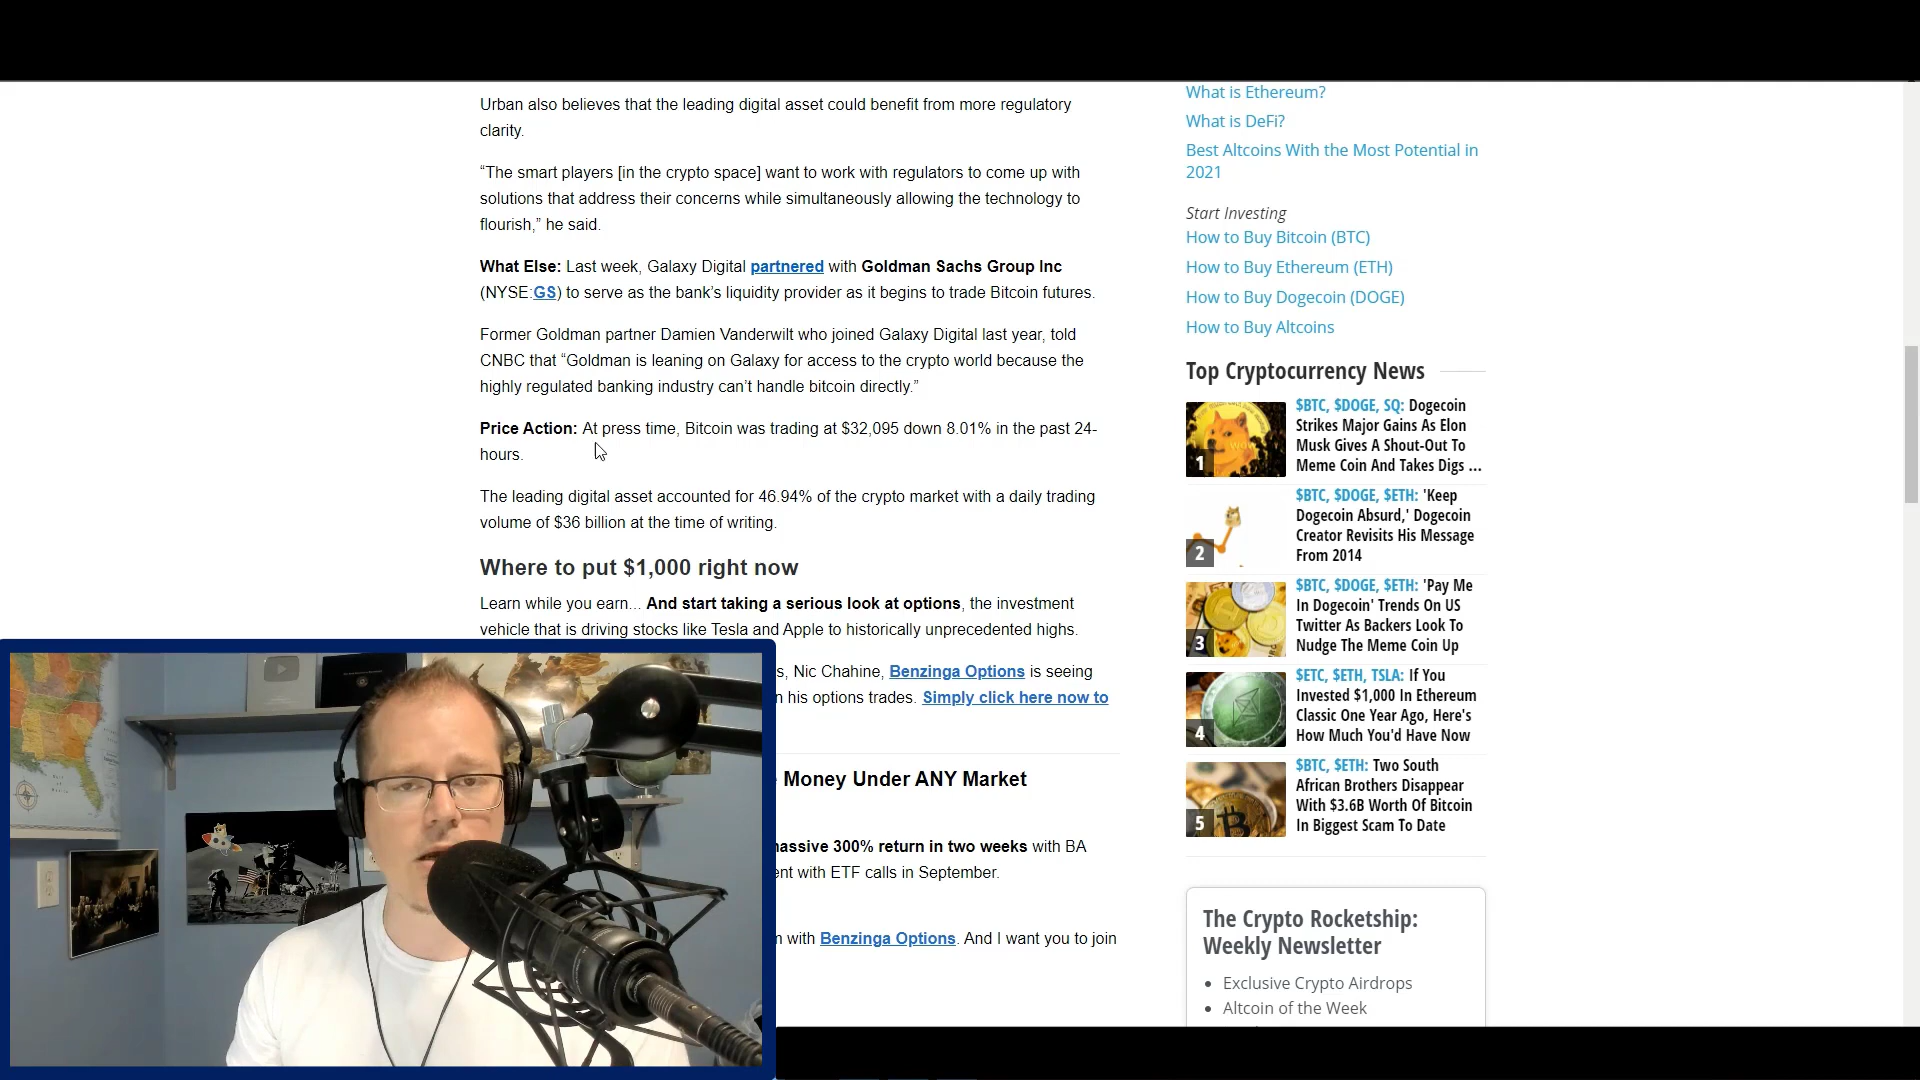 Urban also believes that the leading digital asset could benefit from more regulatory
clarity.
“The smart players [in the crypto space] want to work with regulators to come up with
solutions that address their concerns while simultaneously allowing the technology to
flourish,” he said.
What Else: Last week, Galaxy Digital partnered with Goldman Sachs Group Inc
(NYSE:GS) to serve as the bank’s liquidity provider as it begins to trade Bitcoin futures.
Former Goldman partner Damien Vanderwilt who joined Galaxy Digital last year, told
CNBC that “Goldman is leaning on Galaxy for access to the crypto world because the
highly regulated banking industry can’t handle bitcoin directly.”
Price Action: At press time, Bitcoin was trading at $32,095 down 8.01% in the past 24-
hours.
The leading digital asset accounted for 46.94% of the crypto market with a daily trading
volume of $36 billion at the time of writing.
Where to put $1,000 right now
Learn while you earn... And start taking a serious look at options, the investment
vehicle that is driving stocks like Tesla and Apple to historically unprecedented highs.
s, Nic Chahine, Benzinga Options is seeing
his options trades. Simply click here now to
Money Under ANY Market
massive 300% return in two weeks with BA
with ETF calls in September.
with Benzinga Options. And I want you to join
What is Ethereum?
What is DeFi?
Best Altcoins With the Most Potential in
2021
Start Investing
How to Buy Bitcoin (BTC)
How to Buy Ethereum (ETH)
How to Buy Dogecoin (DOGE)
How to Buy Altcoins
Top Cryptocurrency News
1
$BTC, $DOGE, SQ: Dogecoin
Strikes Major Gains As Elon
Musk Gives A Shout-Out To
Meme Coin And Takes Digs ...
2
$BTC, $DOGE, $ETH: 'Keep
Dogecoin Absurd,' Dogecoin
Creator Revisits His Message
From 2014
3
$BTC, $DOGE, $ETH: 'Pay Me
In Dogecoin' Trends On US
Twitter As Backers Look To
Nudge The Meme Coin Up
4
$ETC, $ETH, TSLA: If You
Invested $1,000 In Ethereum
Classic One Year Ago, Here's
How Much You'd Have Now
5
$BTC, $ETH: Two South
African Brothers Disappear
With $3.6B Worth Of Bitcoin
In Biggest Scam To Date
The Crypto Rocketship:
Weekly Newsletter
• Exclusive Crypto Airdrops
• Altcoin of the Week